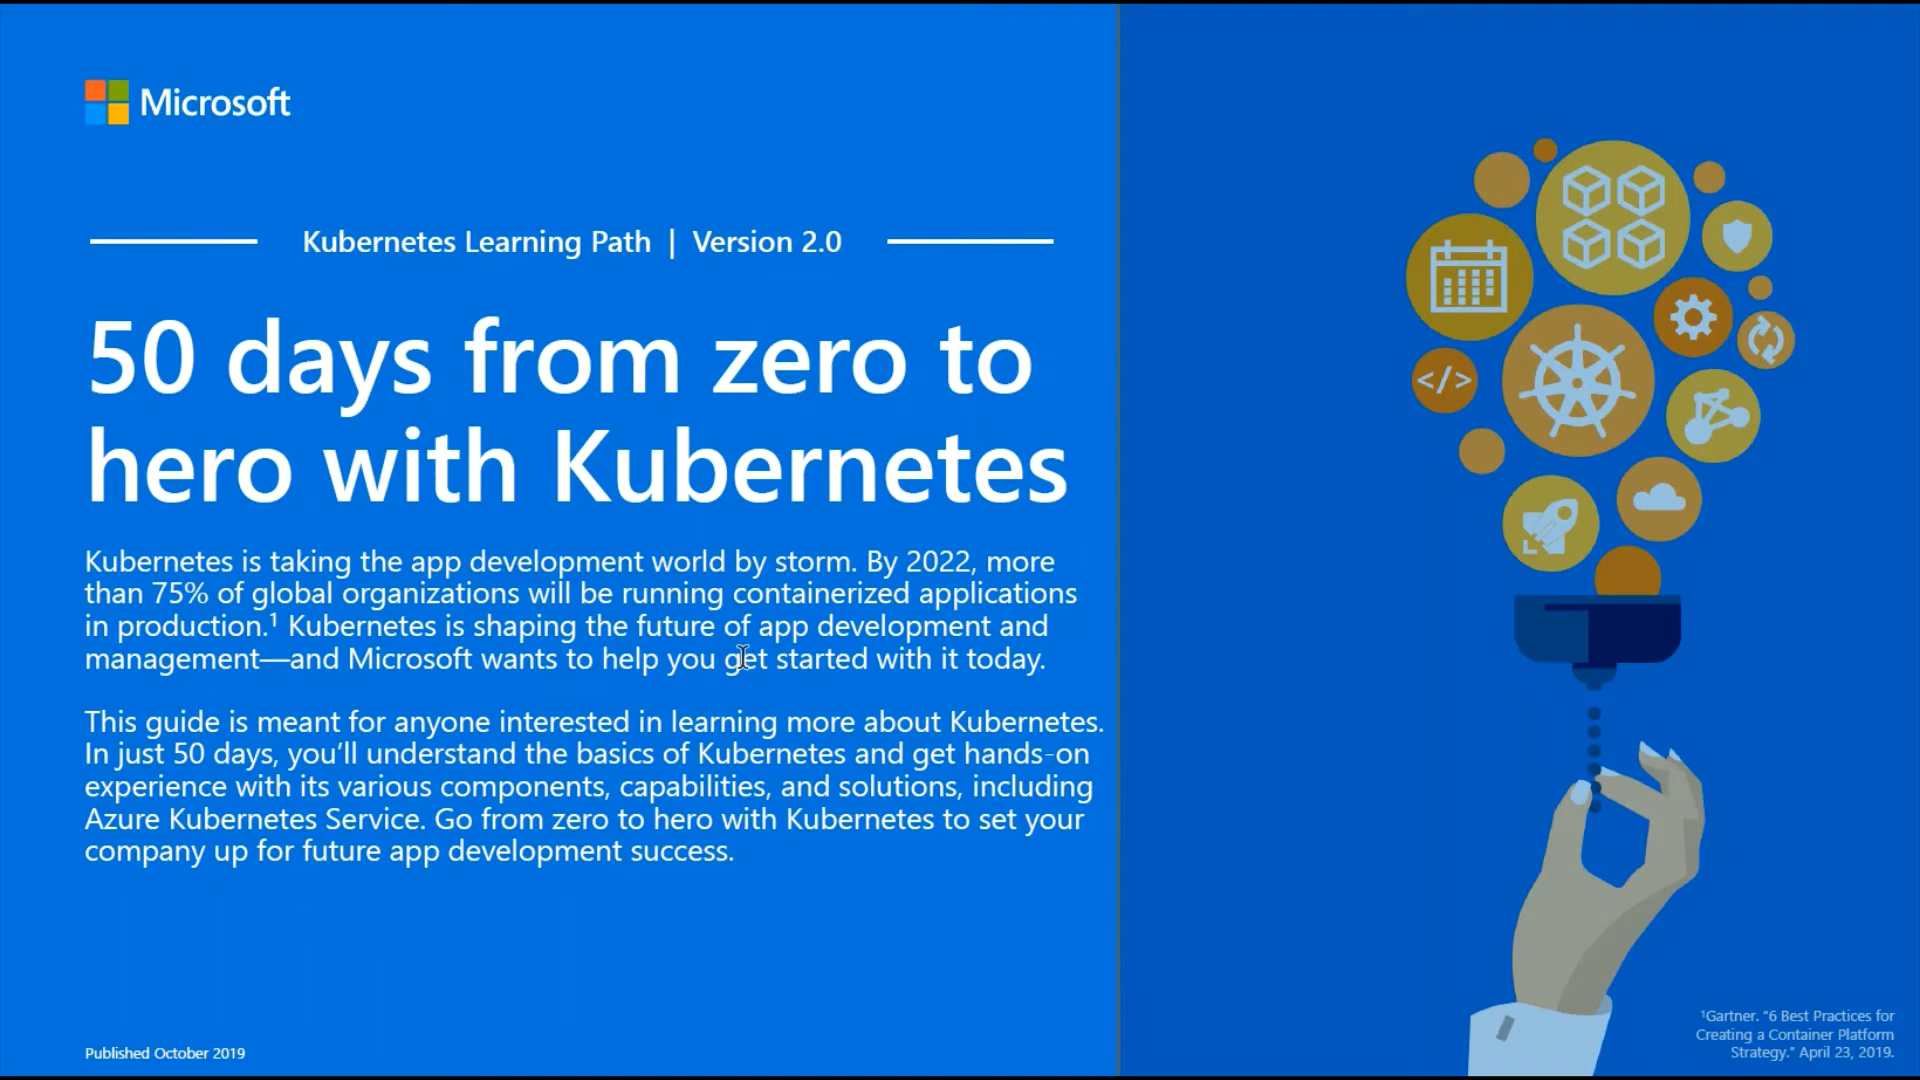 Microsoft
Kubernetes Learning Path | Version 2.0
50 days from zero to
hero with Kubernetes
Kubernetes is taking the app development world by storm. By 2022, more
than 75% of global organizations will be running containerized applications
in production.¹ Kubernetes is shaping the future of app development and
management—and Microsoft wants to help you get started with it today.
This guide is meant for anyone interested in learning more about Kubernetes.
In just 50 days, you’ll understand the basics of Kubernetes and get hands-on
experience with its various components, capabilities, and solutions, including
Azure Kubernetes Service. Go from zero to hero with Kubernetes to set your
company up for future app development success.
Published October 2019
</>
¹Gartner. “6 Best Practices for
Creating a Container Platform
Strategy.” April 23, 2019.